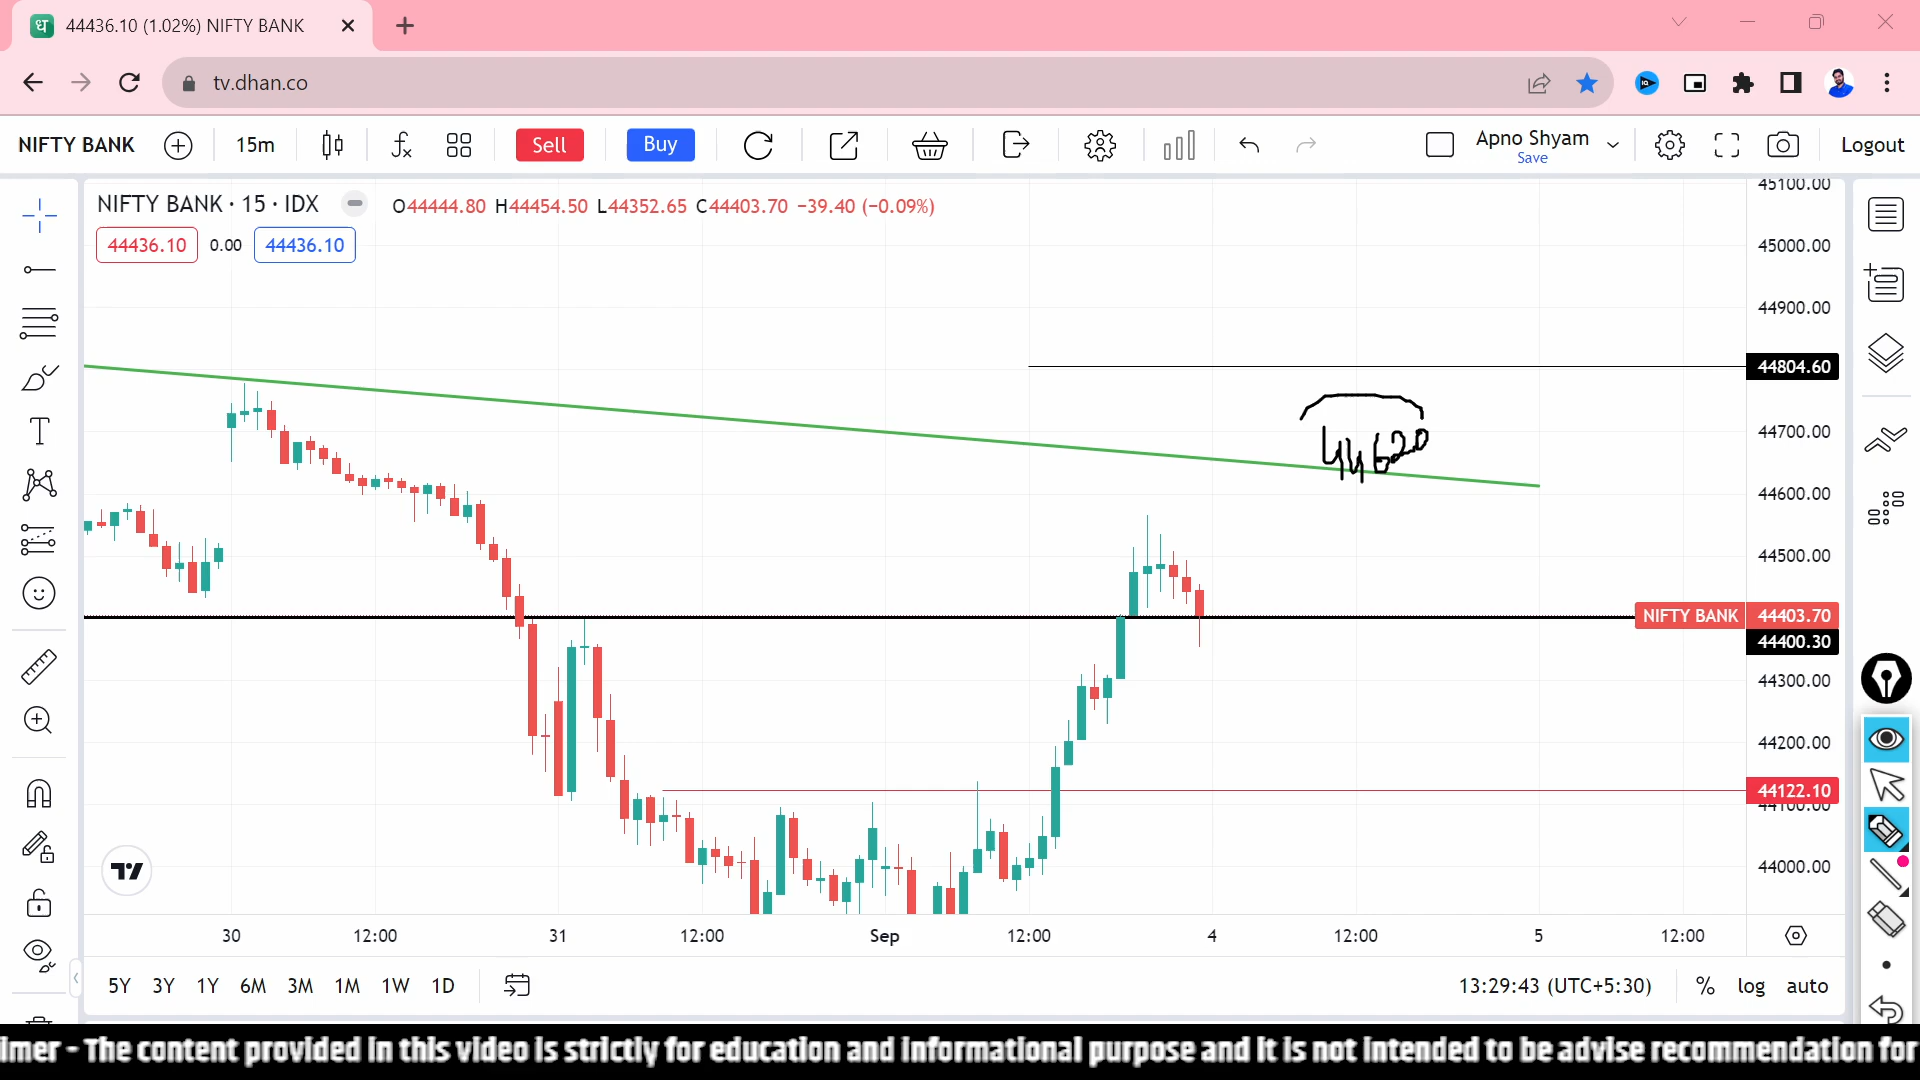 ध 44436.10 (1.02%) NIFTY BANK
tv.dhan.co
NIFTY BANK 15m Sell Buy Apno Shyam Save Logout
NIFTY BANK · 15 · IDX O44444.80 H44454.50 L44352.65 C44403.70 −39.40 (−0.09%)
44436.10 0.00 44436.10
45100.00
45000.00
44900.00
44804.60
44700.00
44620
44600.00
44500.00
NIFTY BANK 44403.70
44400.30
44300.00
44200.00
44122.10
44100.00
44000.00
30 12:00 31 12:00 Sep 12:00 4 12:00 5 12:00
5Y 3Y 1Y 6M 3M 1M 1W 1D 13:29:43 (UTC+5:30) % log auto
imer - The content provided in this video is strictly for education and informational purpose and it is not intended to be advise recommendation for